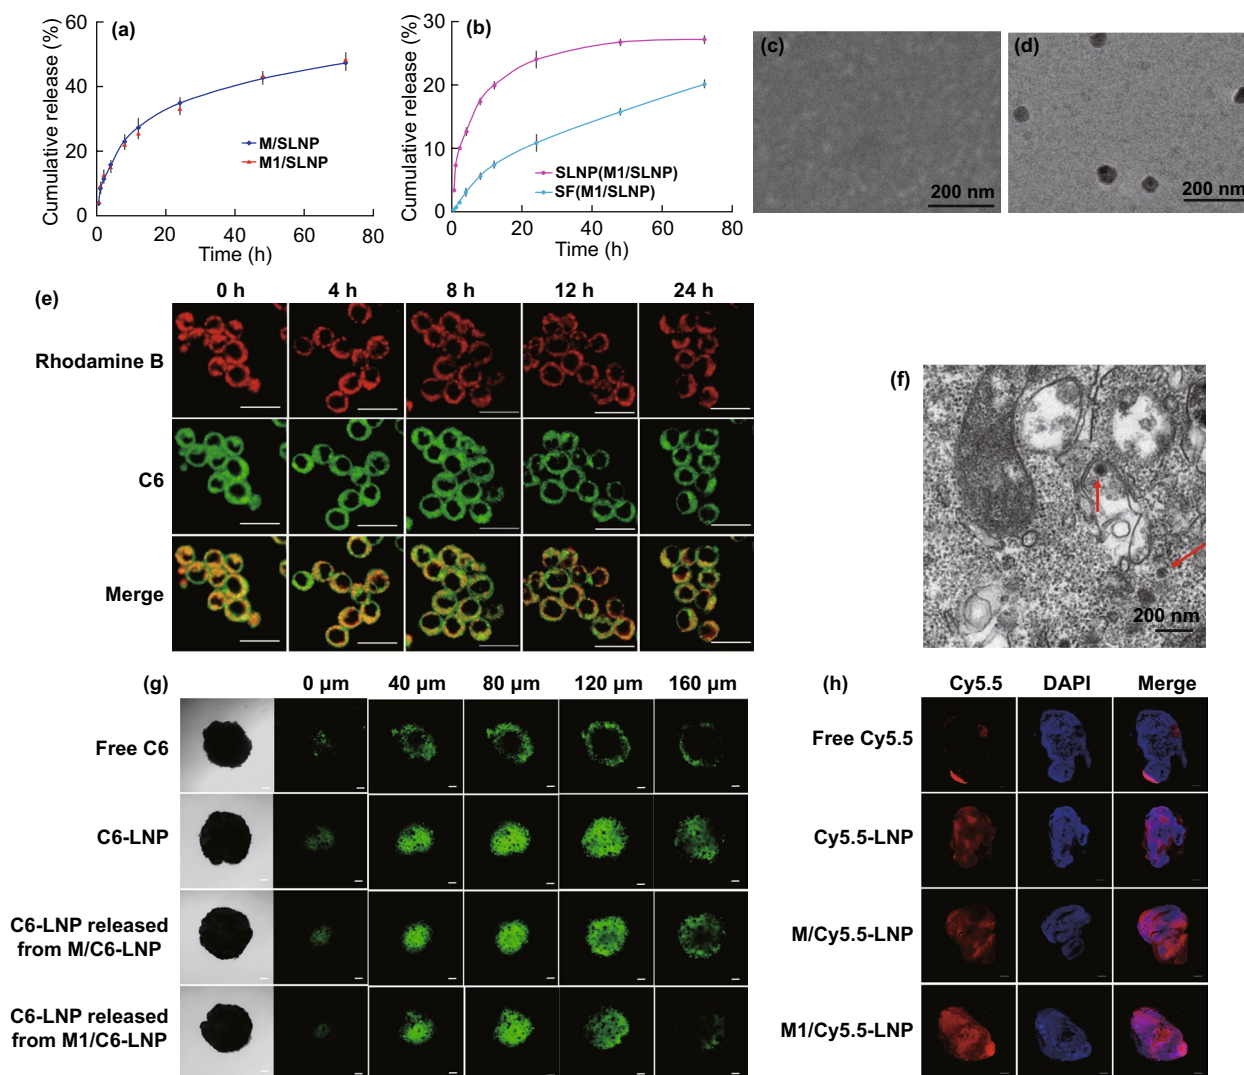 (a)
Cumulative release (%)
60
40
20
0
0 20 40 60 80
Time (h)
M/SLNP
M1/SLNP
(b)
Cumulative release (%)
30
20
10
0
0 20 40 60 80
Time (h)
SLNP(M1/SLNP)
SF(M1/SLNP)
(c)
200 nm
(d)
200 nm
(e)
0 h 4 h 8 h 12 h 24 h
Rhodamine B
C6
Merge
(f)
200 nm
(g)
0 μm 40 μm 80 μm 120 μm 160 μm
Free C6
C6-LNP
C6-LNP released
from M/C6-LNP
C6-LNP released
from M1/C6-LNP
(h)
Cy5.5 DAPI Merge
Free Cy5.5
Cy5.5-LNP
M/Cy5.5-LNP
M1/Cy5.5-LNP